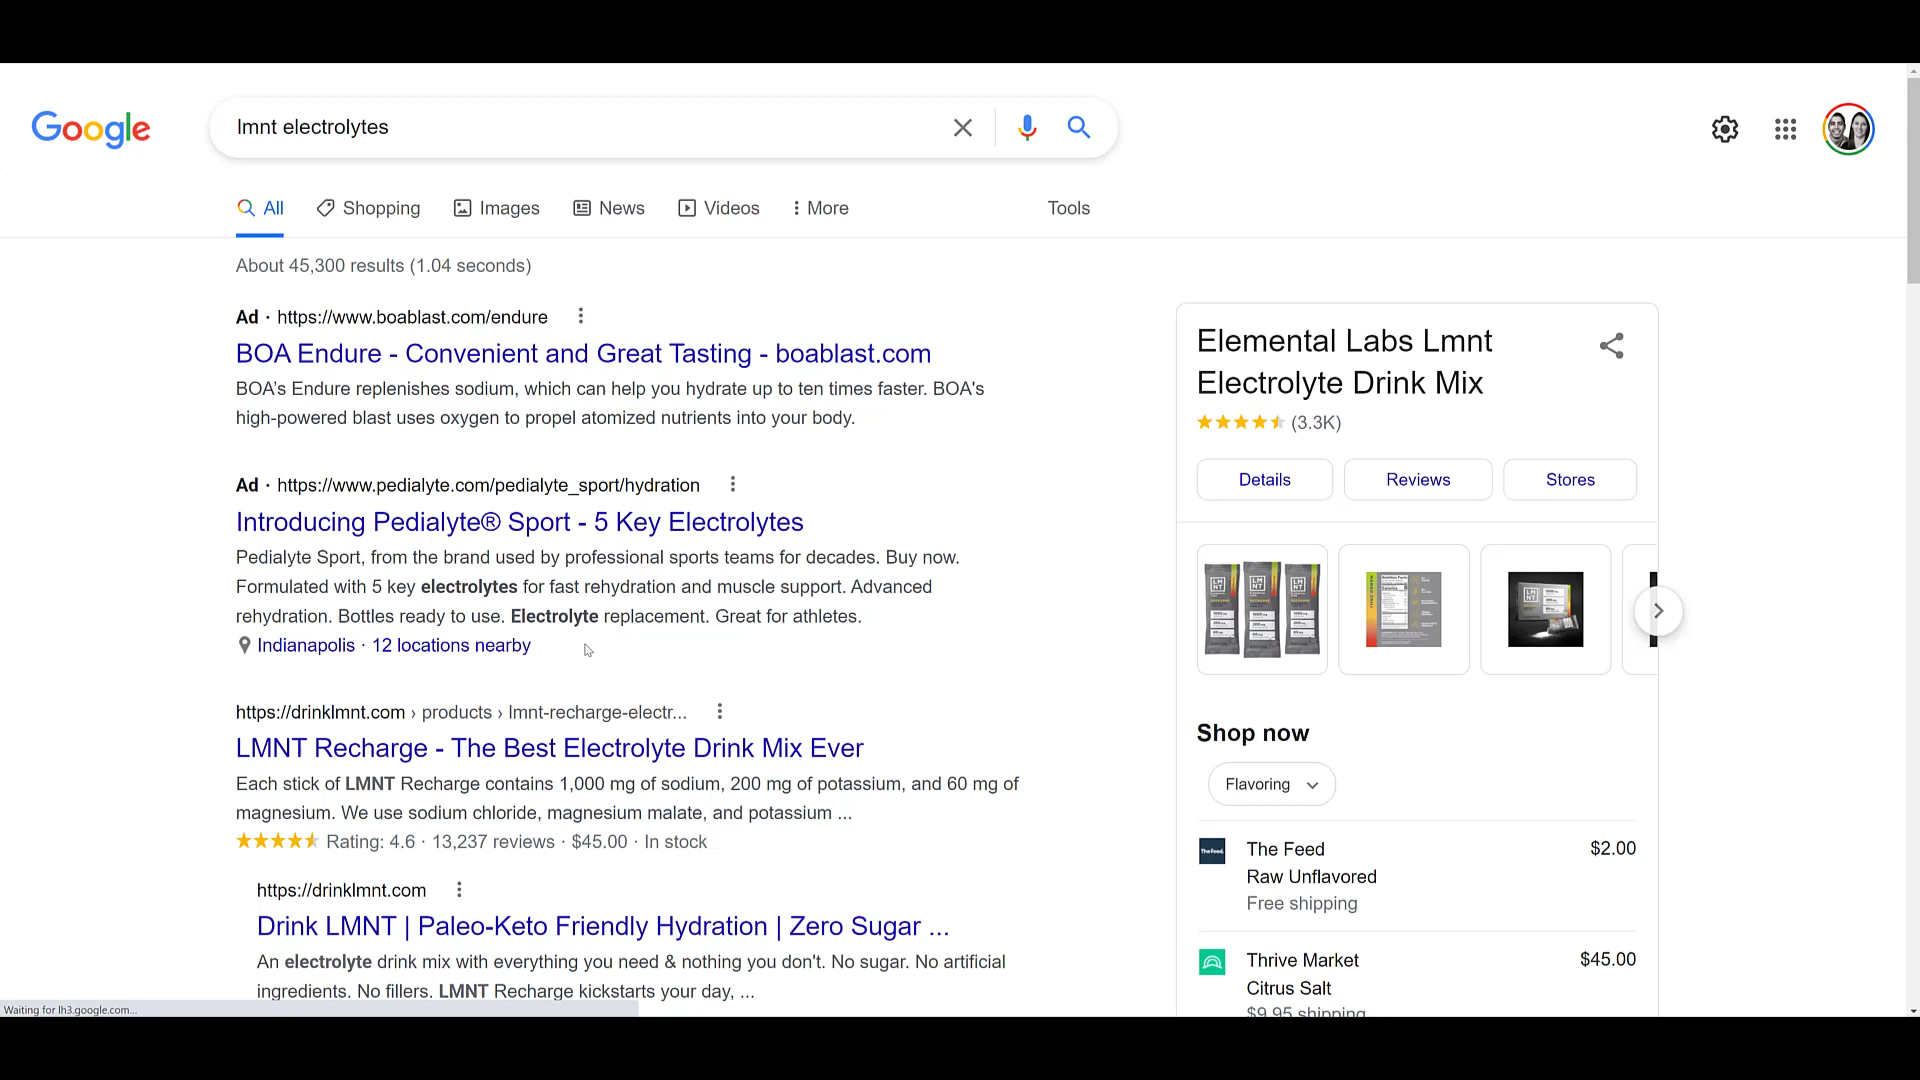 Google
lmnt electrolytes
All
Shopping
Images
News
Videos
More
Tools
About 45,300 results (1.04 seconds)
Ad · https://www.boablast.com/endure
BOA Endure - Convenient and Great Tasting - boablast.com
BOA's Endure replenishes sodium, which can help you hydrate up to ten times faster. BOA's
high-powered blast uses oxygen to propel atomized nutrients into your body.
Ad · https://www.pedialyte.com/pedialyte_sport/hydration
Introducing Pedialyte® Sport - 5 Key Electrolytes
Pedialyte Sport, from the brand used by professional sports teams for decades. Buy now.
Formulated with 5 key electrolytes for fast rehydration and muscle support. Advanced
rehydration. Bottles ready to use. Electrolyte replacement. Great for athletes.
Indianapolis · 12 locations nearby
https://drinklmnt.com › products › lmnt-recharge-electr...
LMNT Recharge - The Best Electrolyte Drink Mix Ever
Each stick of LMNT Recharge contains 1,000 mg of sodium, 200 mg of potassium, and 60 mg of
magnesium. We use sodium chloride, magnesium malate, and potassium ...
Rating: 4.6 · 13,237 reviews · $45.00 · In stock
https://drinklmnt.com
Drink LMNT | Paleo-Keto Friendly Hydration | Zero Sugar ...
An electrolyte drink mix with everything you need & nothing you don't. No sugar. No artificial
ingredients. No fillers. LMNT Recharge kickstarts your day, ...
Waiting for lh3.google.com...
Elemental Labs Lmnt
Electrolyte Drink Mix
(3.3K)
Details
Reviews
Stores
Shop now
Flavoring
The Feed.
The Feed
$2.00
Raw Unflavored
Free shipping
Thrive Market
$45.00
Citrus Salt
$9.95 shipping